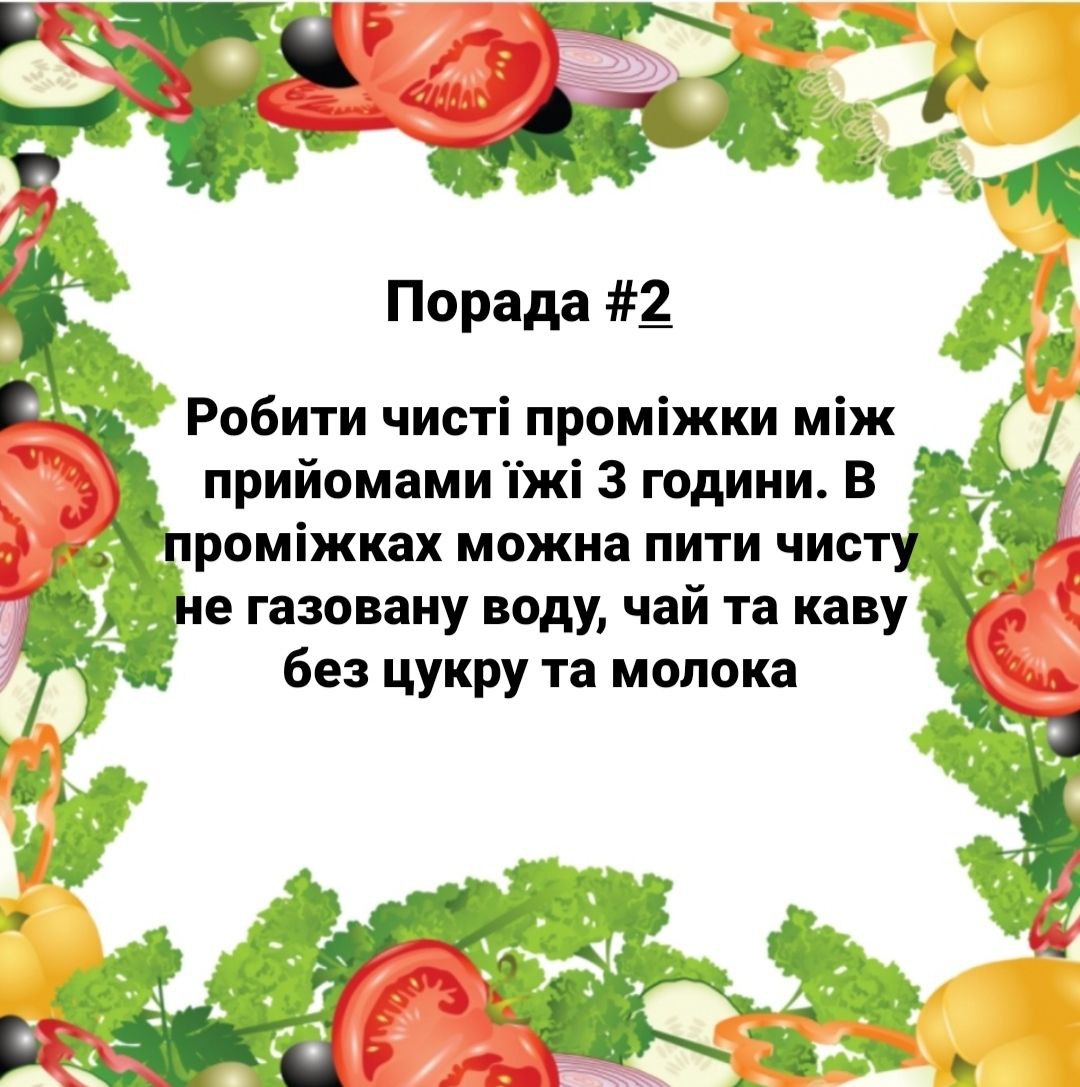 Порада #2
Робити чисті проміжки між
прийомами їжі 3 години. В
проміжках можна пити чисту
не газовану воду, чай та каву
без цукру та молока